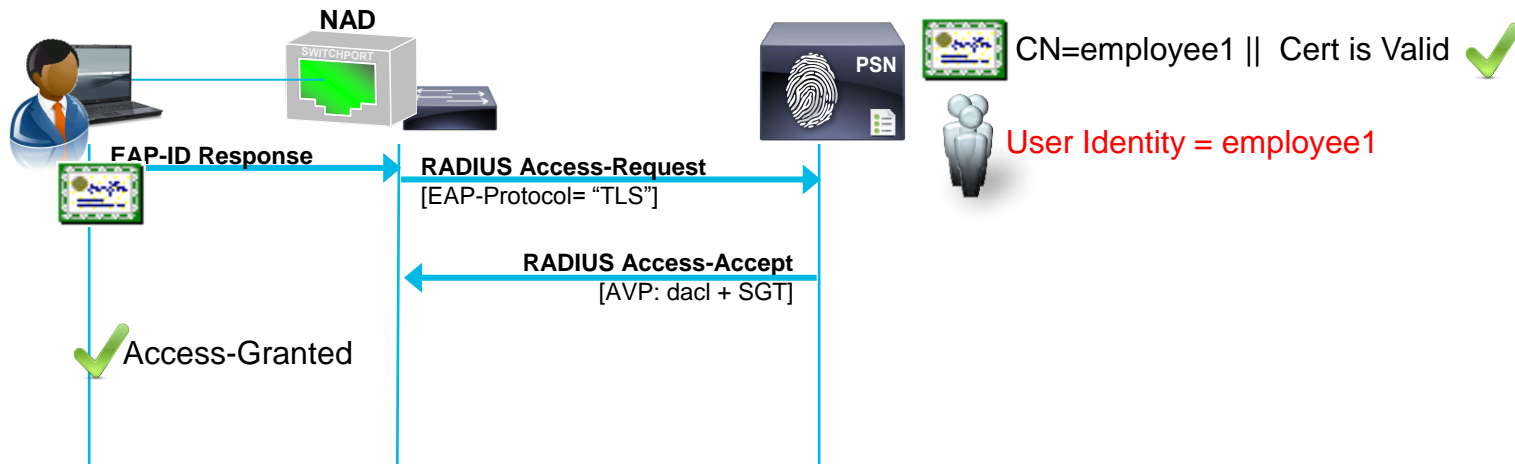 NAD
SWITCHPORT
PSN
CN=employee1 || Cert is Valid
User Identity = employee1
EAP-ID Response
RADIUS Access-Request
[EAP-Protocol= “TLS”]
RADIUS Access-Accept
[AVP: dacl + SGT]
Access-Granted